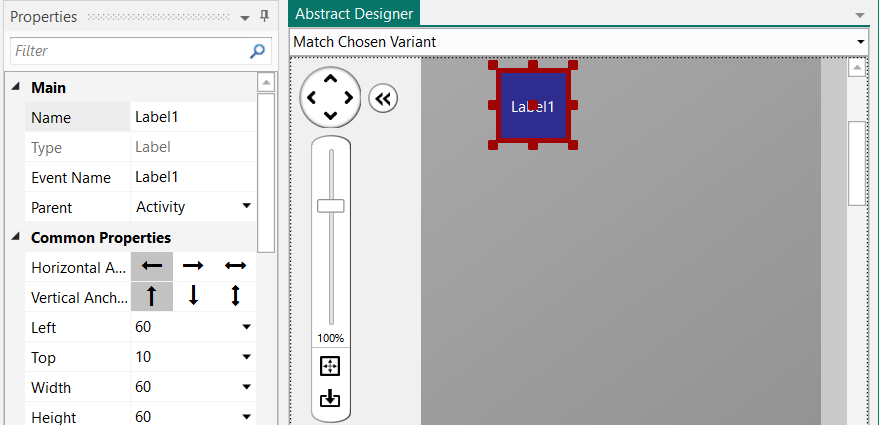 Properties
Filter
Main
Name Label1
Type Label
Event Name Label1
Parent Activity
Common Properties
Horizontal A...
Vertical Anch...
Left 60
Top 10
Width 60
Height 60
Abstract Designer
Match Chosen Variant
100%
Label1